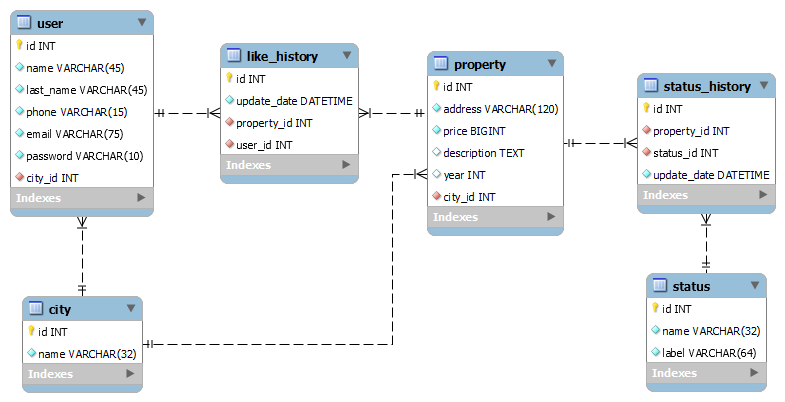 user
id INT
name VARCHAR(45)
last_name VARCHAR(45)
phone VARCHAR(15)
email VARCHAR(75)
password VARCHAR(10)
city_id INT
Indexes
like_history
id INT
update_date DATETIME
property_id INT
user_id INT
Indexes
property
id INT
address VARCHAR(120)
price BIGINT
description TEXT
year INT
city_id INT
Indexes
status_history
id INT
property_id INT
status_id INT
update_date DATETIME
Indexes
city
id INT
name VARCHAR(32)
Indexes
status
id INT
name VARCHAR(32)
label VARCHAR(64)
Indexes